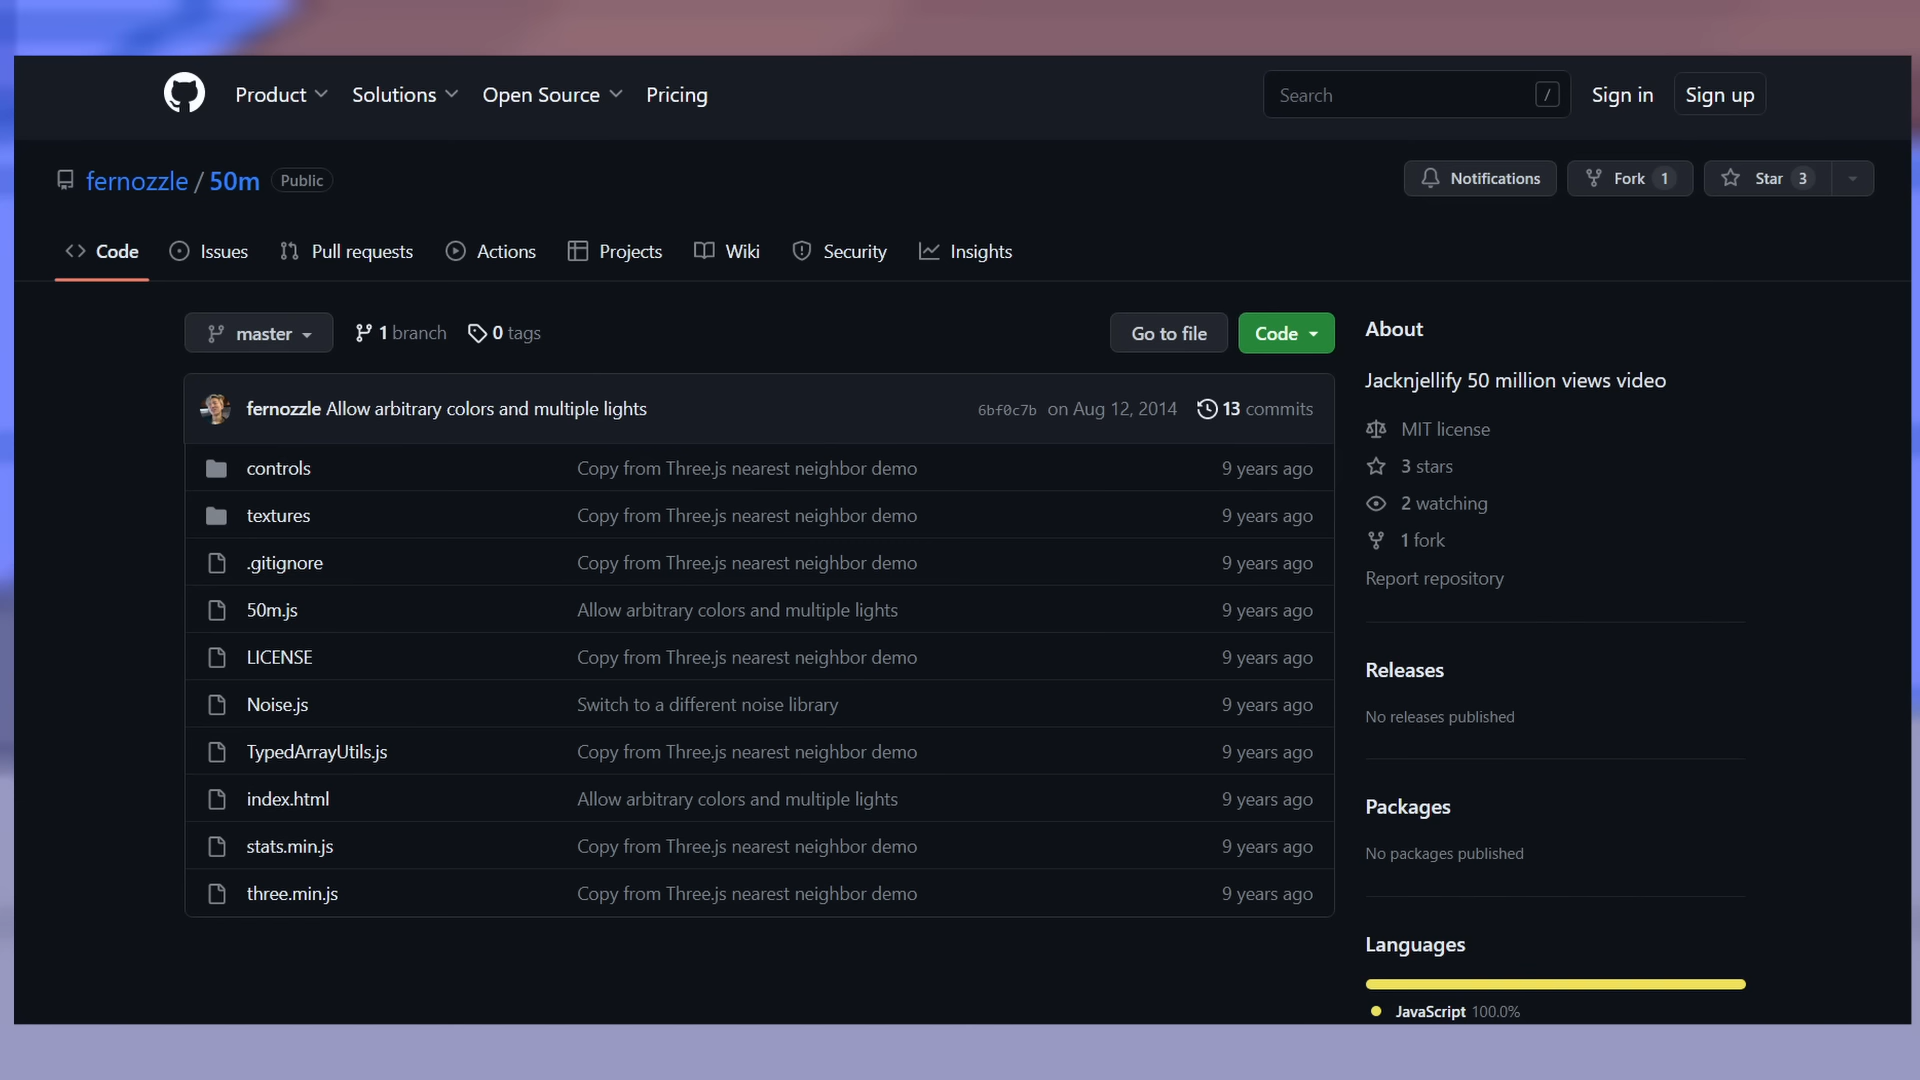 Product Solutions Open Source Pricing Search / Sign in Sign up
fernozzle / 50m Public Notifications Fork 1 Star 3
Code Issues Pull requests Actions Projects Wiki Security Insights
master 1 branch 0 tags Go to file Code
fernozzle Allow arbitrary colors and multiple lights 6bf0c7b on Aug 12, 2014 13 commits
controls Copy from Three.js nearest neighbor demo 9 years ago
textures Copy from Three.js nearest neighbor demo 9 years ago
.gitignore Copy from Three.js nearest neighbor demo 9 years ago
50m.js Allow arbitrary colors and multiple lights 9 years ago
LICENSE Copy from Three.js nearest neighbor demo 9 years ago
Noise.js Switch to a different noise library 9 years ago
TypedArrayUtils.js Copy from Three.js nearest neighbor demo 9 years ago
index.html Allow arbitrary colors and multiple lights 9 years ago
stats.min.js Copy from Three.js nearest neighbor demo 9 years ago
three.min.js Copy from Three.js nearest neighbor demo 9 years ago
About
Jacknjellify 50 million views video
MIT license
3 stars
2 watching
1 fork
Report repository
Releases
No releases published
Packages
No packages published
Languages
JavaScript 100.0%